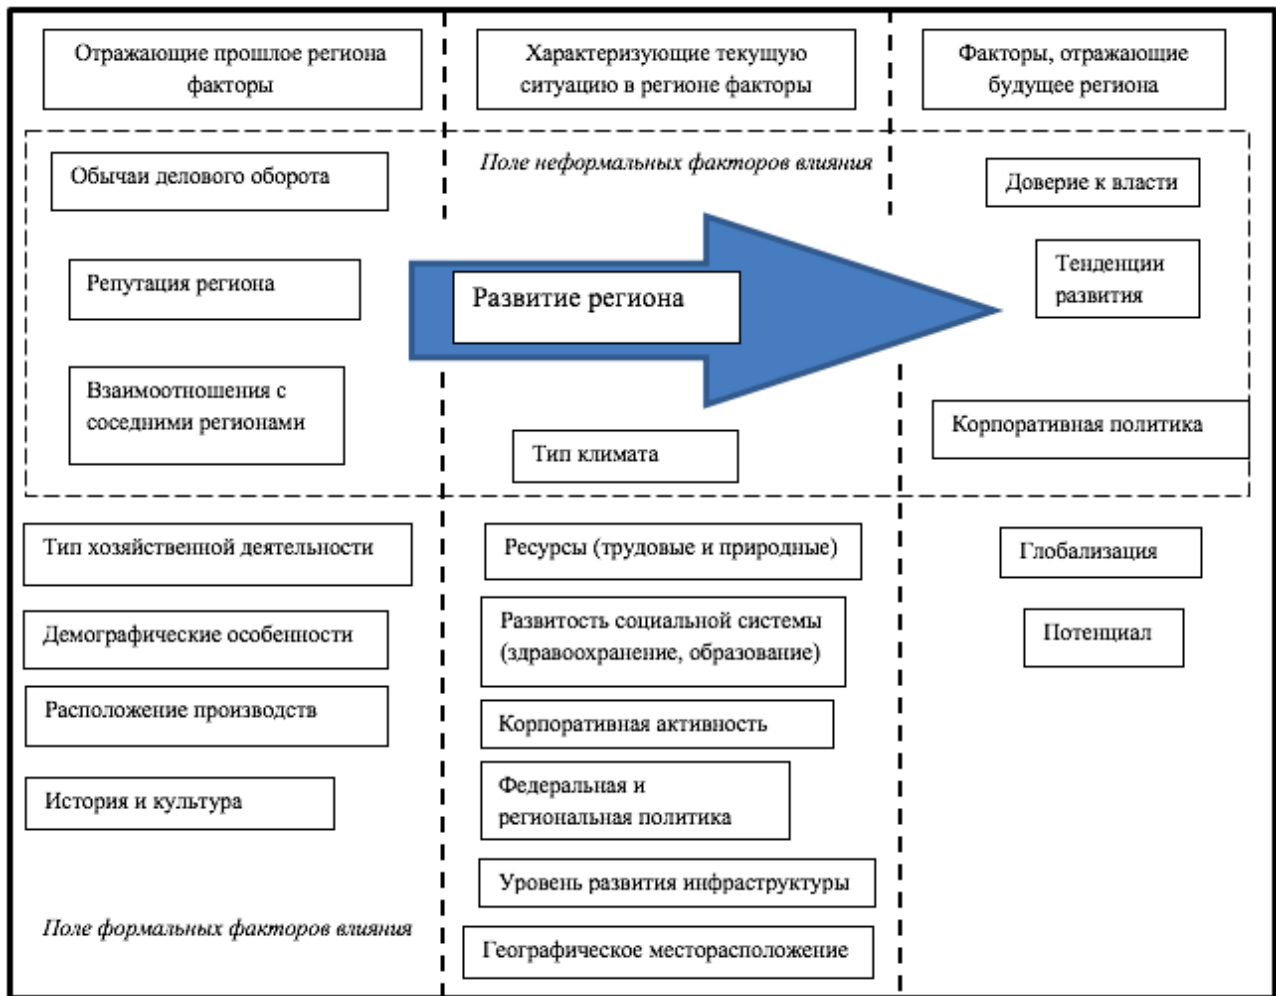 Отражающие прошлое региона
факторы
Характеризующие текущую
ситуацию в регионе факторы
Факторы, отражающие
будущее региона
Поле неформальных факторов влияния
Обычаи делового оборота
Доверие к власти
Репутация региона
Развитие региона
Тенденции
развития
Взаимоотношения с
соседними регионами
Тип климата
Корпоративная политика
Тип хозяйственной деятельности
Ресурсы (трудовые и природные)
Глобализация
Демографические особенности
Развитость социальной системы
(здравоохранение, образование)
Потенциал
Расположение производств
Корпоративная активность
История и культура
Федеральная и
региональная политика
Уровень развития инфраструктуры
Поле формальных факторов влияния
Географическое месторасположение